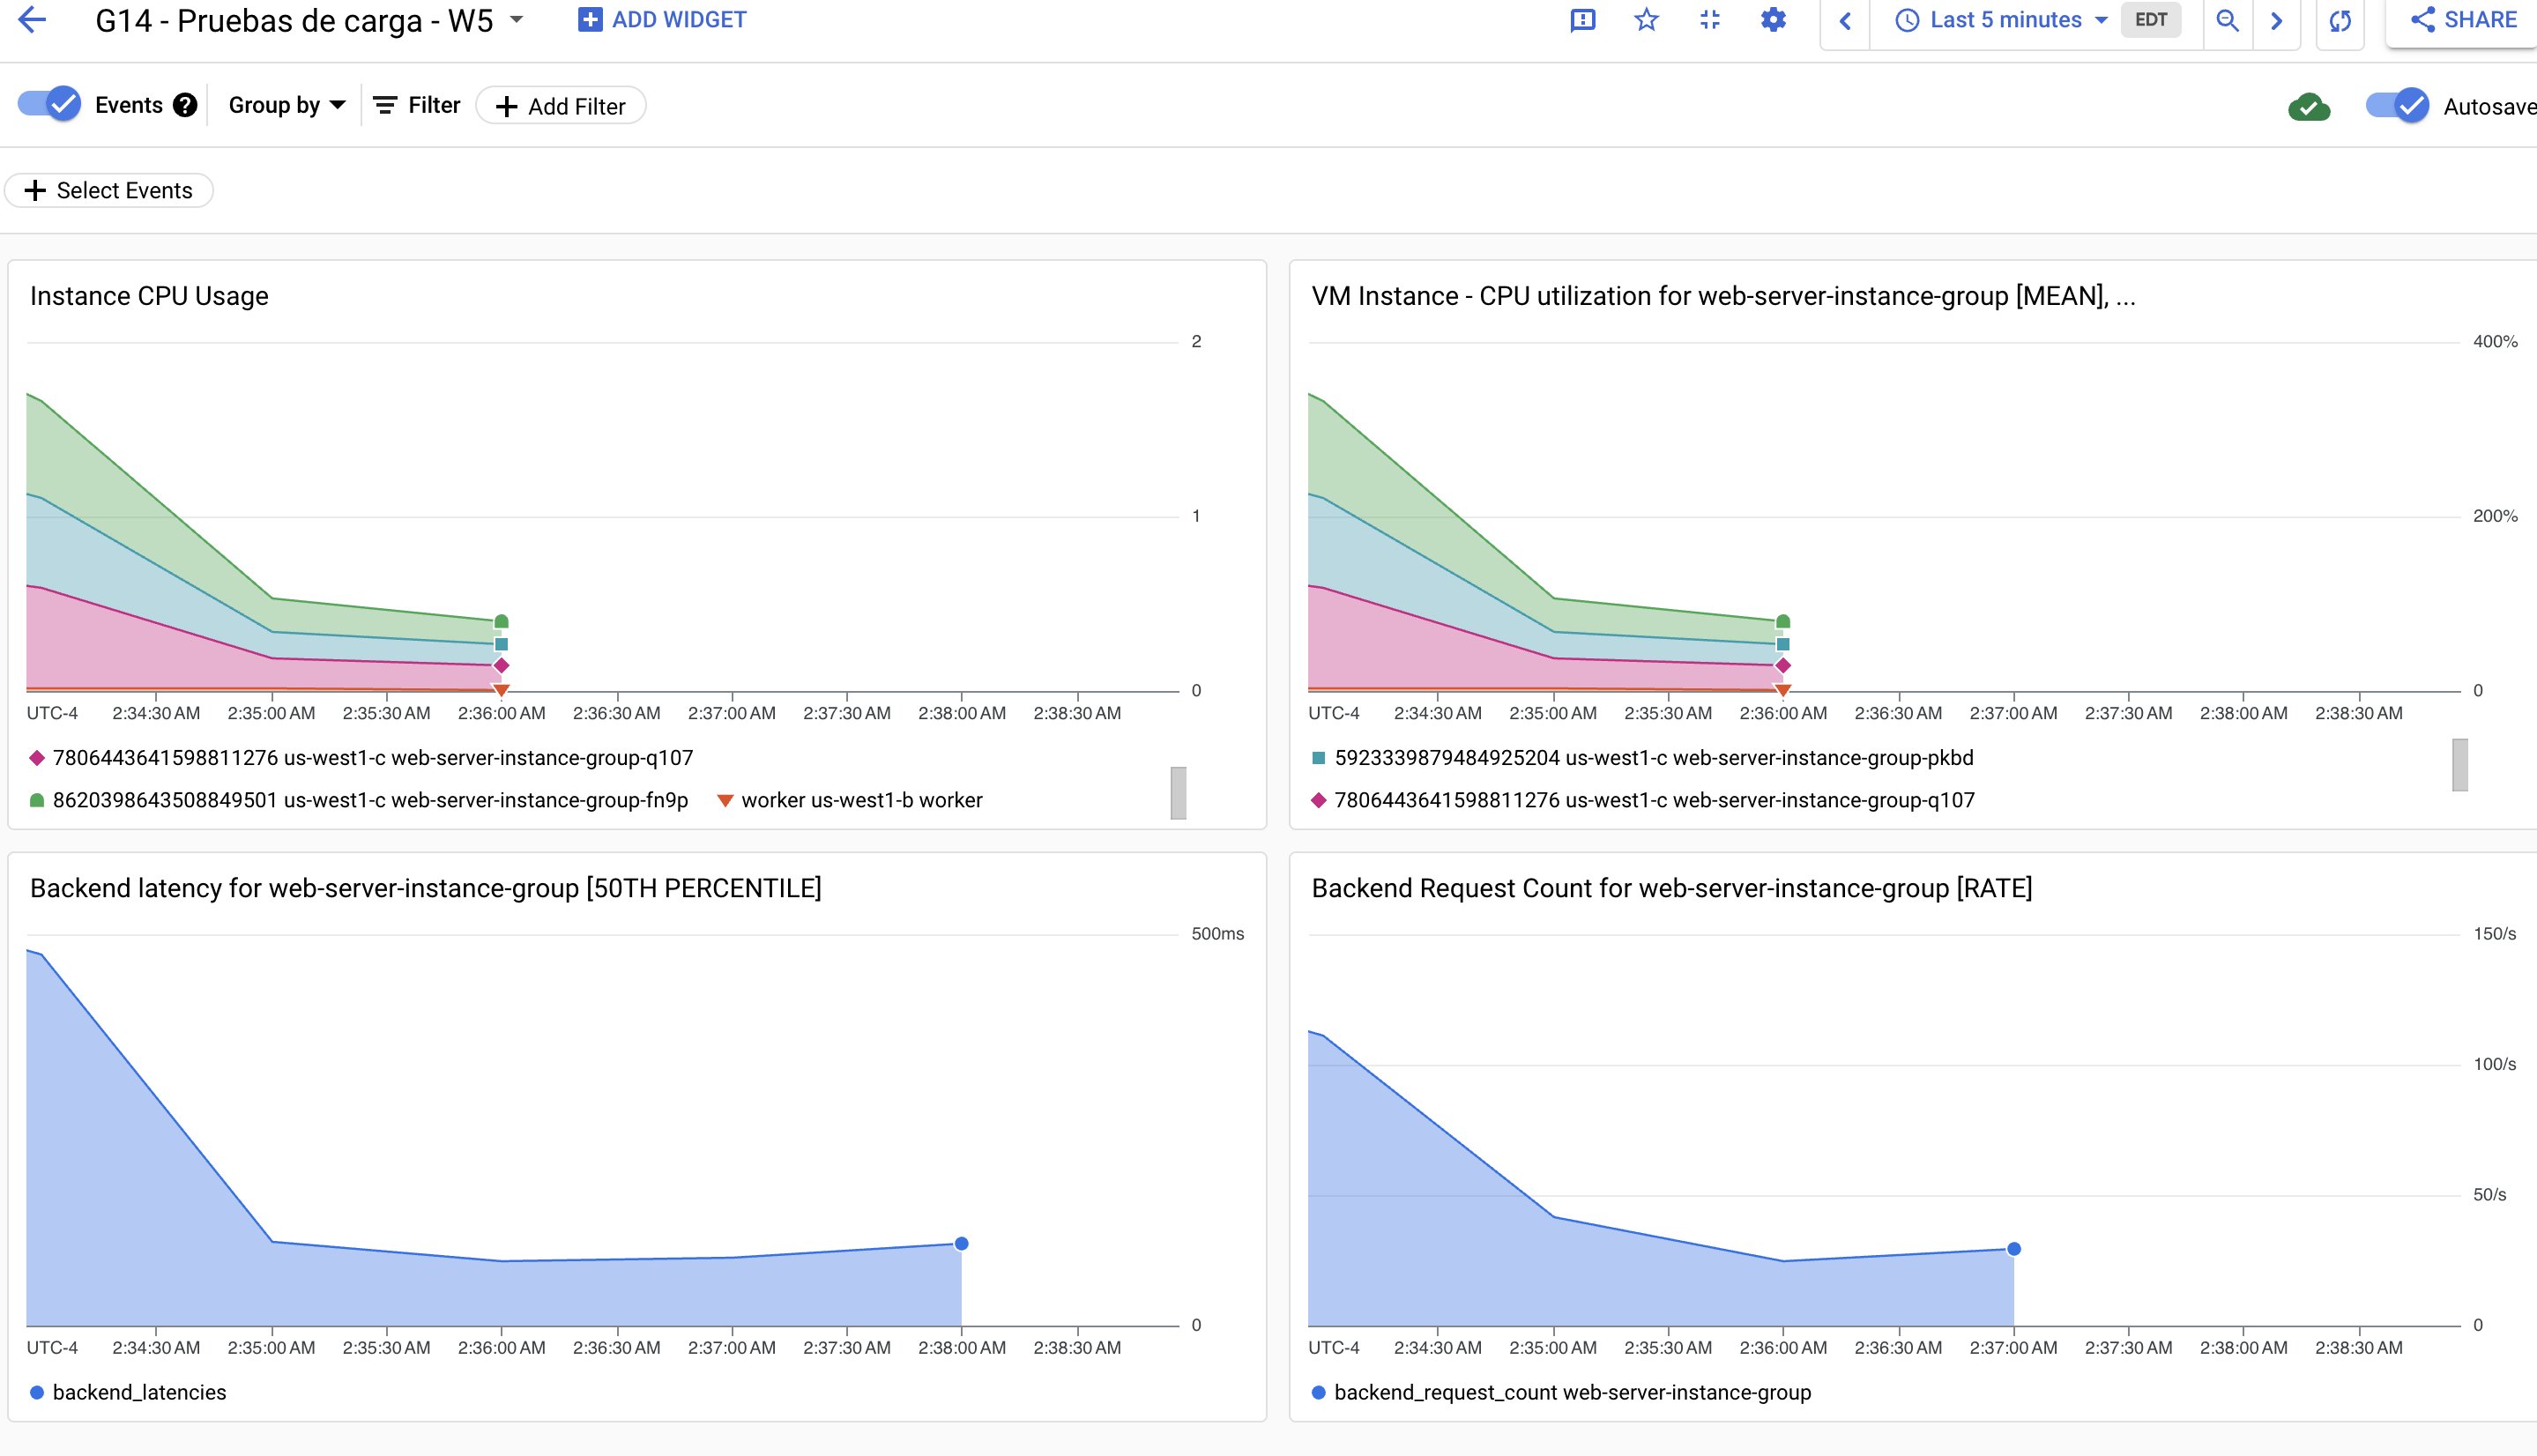 G14 - Pruebas de carga - W5
ADD WIDGET
Last 5 minutes
EDT
SHARE
Events
Group by
Filter
Add Filter
Autosave
Select Events
Instance CPU Usage
2
1
0
UTC-4 2:34:30 AM 2:35:00 AM 2:35:30 AM 2:36:00 AM 2:36:30 AM 2:37:00 AM 2:37:30 AM 2:38:00 AM 2:38:30 AM
7806443641598811276 us-west1-c web-server-instance-group-q107
8620398643508849501 us-west1-c web-server-instance-group-fn9p worker us-west1-b worker
VM Instance - CPU utilization for web-server-instance-group [MEAN], ...
400%
200%
0
UTC-4 2:34:30 AM 2:35:00 AM 2:35:30 AM 2:36:00 AM 2:36:30 AM 2:37:00 AM 2:37:30 AM 2:38:00 AM 2:38:30 AM
5923339879484925204 us-west1-c web-server-instance-group-pkbd
7806443641598811276 us-west1-c web-server-instance-group-q107
Backend latency for web-server-instance-group [50TH PERCENTILE]
500ms
0
UTC-4 2:34:30 AM 2:35:00 AM 2:35:30 AM 2:36:00 AM 2:36:30 AM 2:37:00 AM 2:37:30 AM 2:38:00 AM 2:38:30 AM
backend_latencies
Backend Request Count for web-server-instance-group [RATE]
150/s
100/s
50/s
0
UTC-4 2:34:30 AM 2:35:00 AM 2:35:30 AM 2:36:00 AM 2:36:30 AM 2:37:00 AM 2:37:30 AM 2:38:00 AM 2:38:30 AM
backend_request_count web-server-instance-group